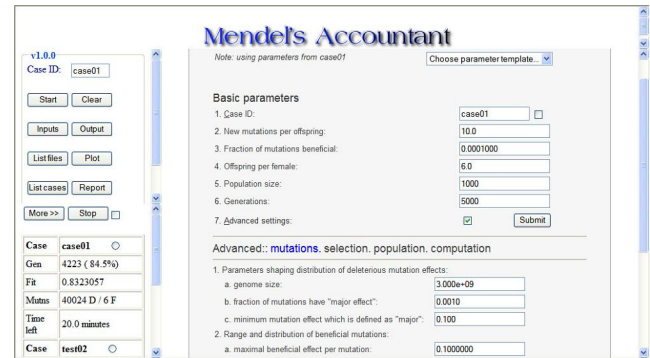 Mendel's Accountant
v1.0.0
Case ID: case01
Start Clear
Inputs Output
List files Plot
List cases Report
More >> Stop
Case case01
Gen 4223 ( 84.5%)
Fit 0.8323057
Mutns 40024 D / 6 F
Time left 20.0 minutes
Case test02
Note: using parameters from case01 Choose parameter template...
Basic parameters
1. Case ID: case01
2. New mutations per offspring: 10.0
3. Fraction of mutations beneficial: 0.0001000
4. Offspring per female: 6.0
5. Population size: 1000
6. Generations: 5000
7. Advanced settings: Submit
Advanced:: mutations. selection. population. computation
1. Parameters shaping distribution of deleterious mutation effects:
a. genome size: 3.000e+09
b. fraction of mutations have "major effect": 0.0010
c. minimum mutation effect which is defined as "major": 0.100
2. Range and distribution of beneficial mutations:
a. maximal beneficial effect per mutation: 0.1000000